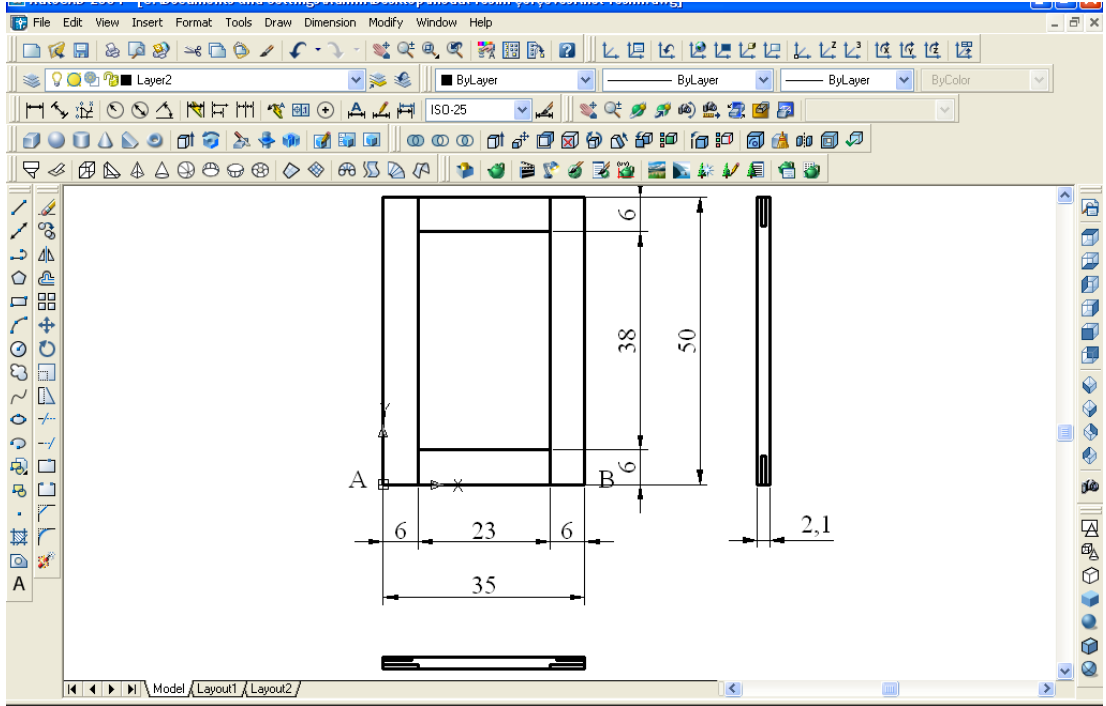 File Edit View Insert Format Tools Draw Dimension Modify Window Help
Layer2 ByLayer ByLayer ByLayer ByColor
ISO-25
6
38
50
6
Y
A X B
6 23 6
2,1
35
A
Model Layout1 Layout2